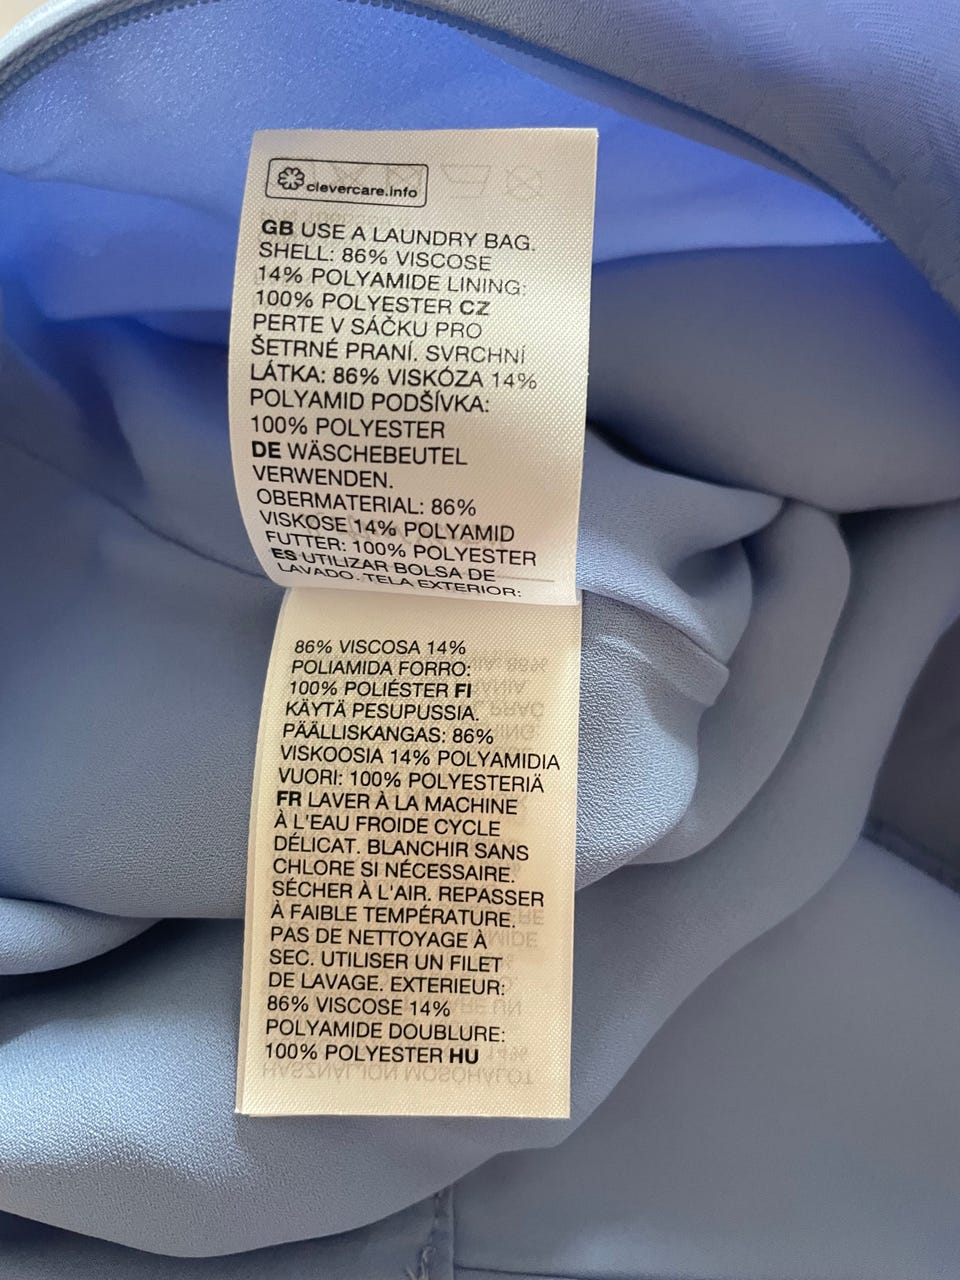 clevercare.info
GB USE A LAUNDRY BAG.
SHELL: 86% VISCOSE
14% POLYAMIDE LINING:
100% POLYESTER CZ
PERTE V SÁČKU PRO
ŠETRNÉ PRANÍ. SVRCHNÍ
LÁTKA: 86% VISKÓZA 14%
POLYAMID PODŠÍVKA:
100% POLYESTER
DE WÄSCHEBEUTEL
VERWENDEN.
OBERMATERIAL: 86%
VISKOSE 14% POLYAMID
FUTTER: 100% POLYESTER
ES UTILIZAR BOLSA DE
LAVADO. TELA EXTERIOR:
86% VISCOSA 14%
POLIAMIDA FORRO:
100% POLIÉSTER FI
KÄYTÄ PESUPUSSIA.
PÄÄLLISKANGAS: 86%
VISKOOSIA 14% POLYAMIDIA
VUORI: 100% POLYESTERIÄ
FR LAVER À LA MACHINE
À L'EAU FROIDE CYCLE
DÉLICAT. BLANCHIR SANS
CHLORE SI NÉCESSAIRE.
SÉCHER À L'AIR. REPASSER
À FAIBLE TEMPÉRATURE.
PAS DE NETTOYAGE À
SEC. UTILISER UN FILET
DE LAVAGE. EXTERIEUR:
86% VISCOSE 14%
POLYAMIDE DOUBLURE:
100% POLYESTER HU